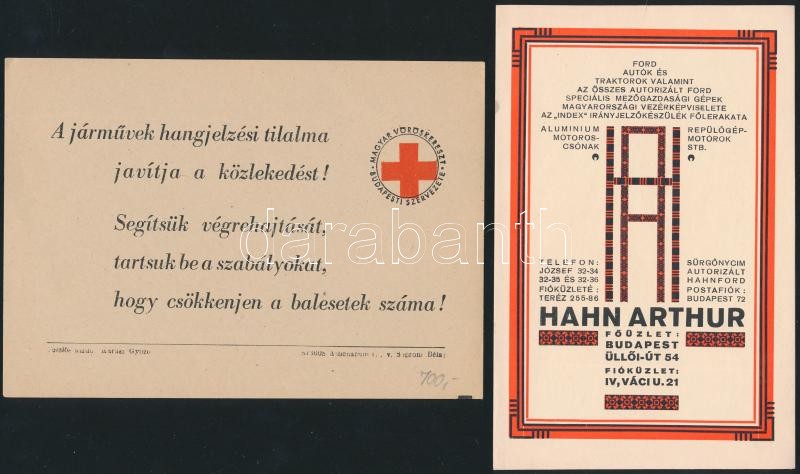 A járművek hangjelzési tilalma
javítja a közlekedést!
Segítsük végrehajtását,
tartsuk be a szabályokat,
hogy csökkenjen a balesetek száma!
MAGYAR VÖRÖSKERESZT
BUDAPESTI SZERVEZETE
v. Soproni Béla
700,-
FORD
AUTÓK ÉS
TRAKTOROK VALAMINT
AZ ÖSSZES AUTORIZÁLT FORD
SPECIÁLIS MEZŐGAZDASÁGI GÉPEK
MAGYARORSZÁGI VEZÉRKÉPVISELETE
AZ „INDEX" IRÁNYJELZŐKÉSZÜLÉK FŐLERAKATA
ALUMINIUM
MOTOROS-
CSÓNAK
REPÜLŐGÉP-
MOTOROK
STB.
TELEFON:
JÓZSEF 32-34
32-35 ÉS 32-36
FIÓKÜZLETÉ:
TERÉZ 255-86
SÜRGÖNYCIM
AUTORIZÁLT
HAHNFORD
POSTAFIÓK:
BUDAPEST 72
HAHN ARTHUR
FŐÜZLET:
BUDAPEST
ÜLLŐI-ÚT 54
FIÓKÜZLET:
IV, VÁCI U. 21
darabanth